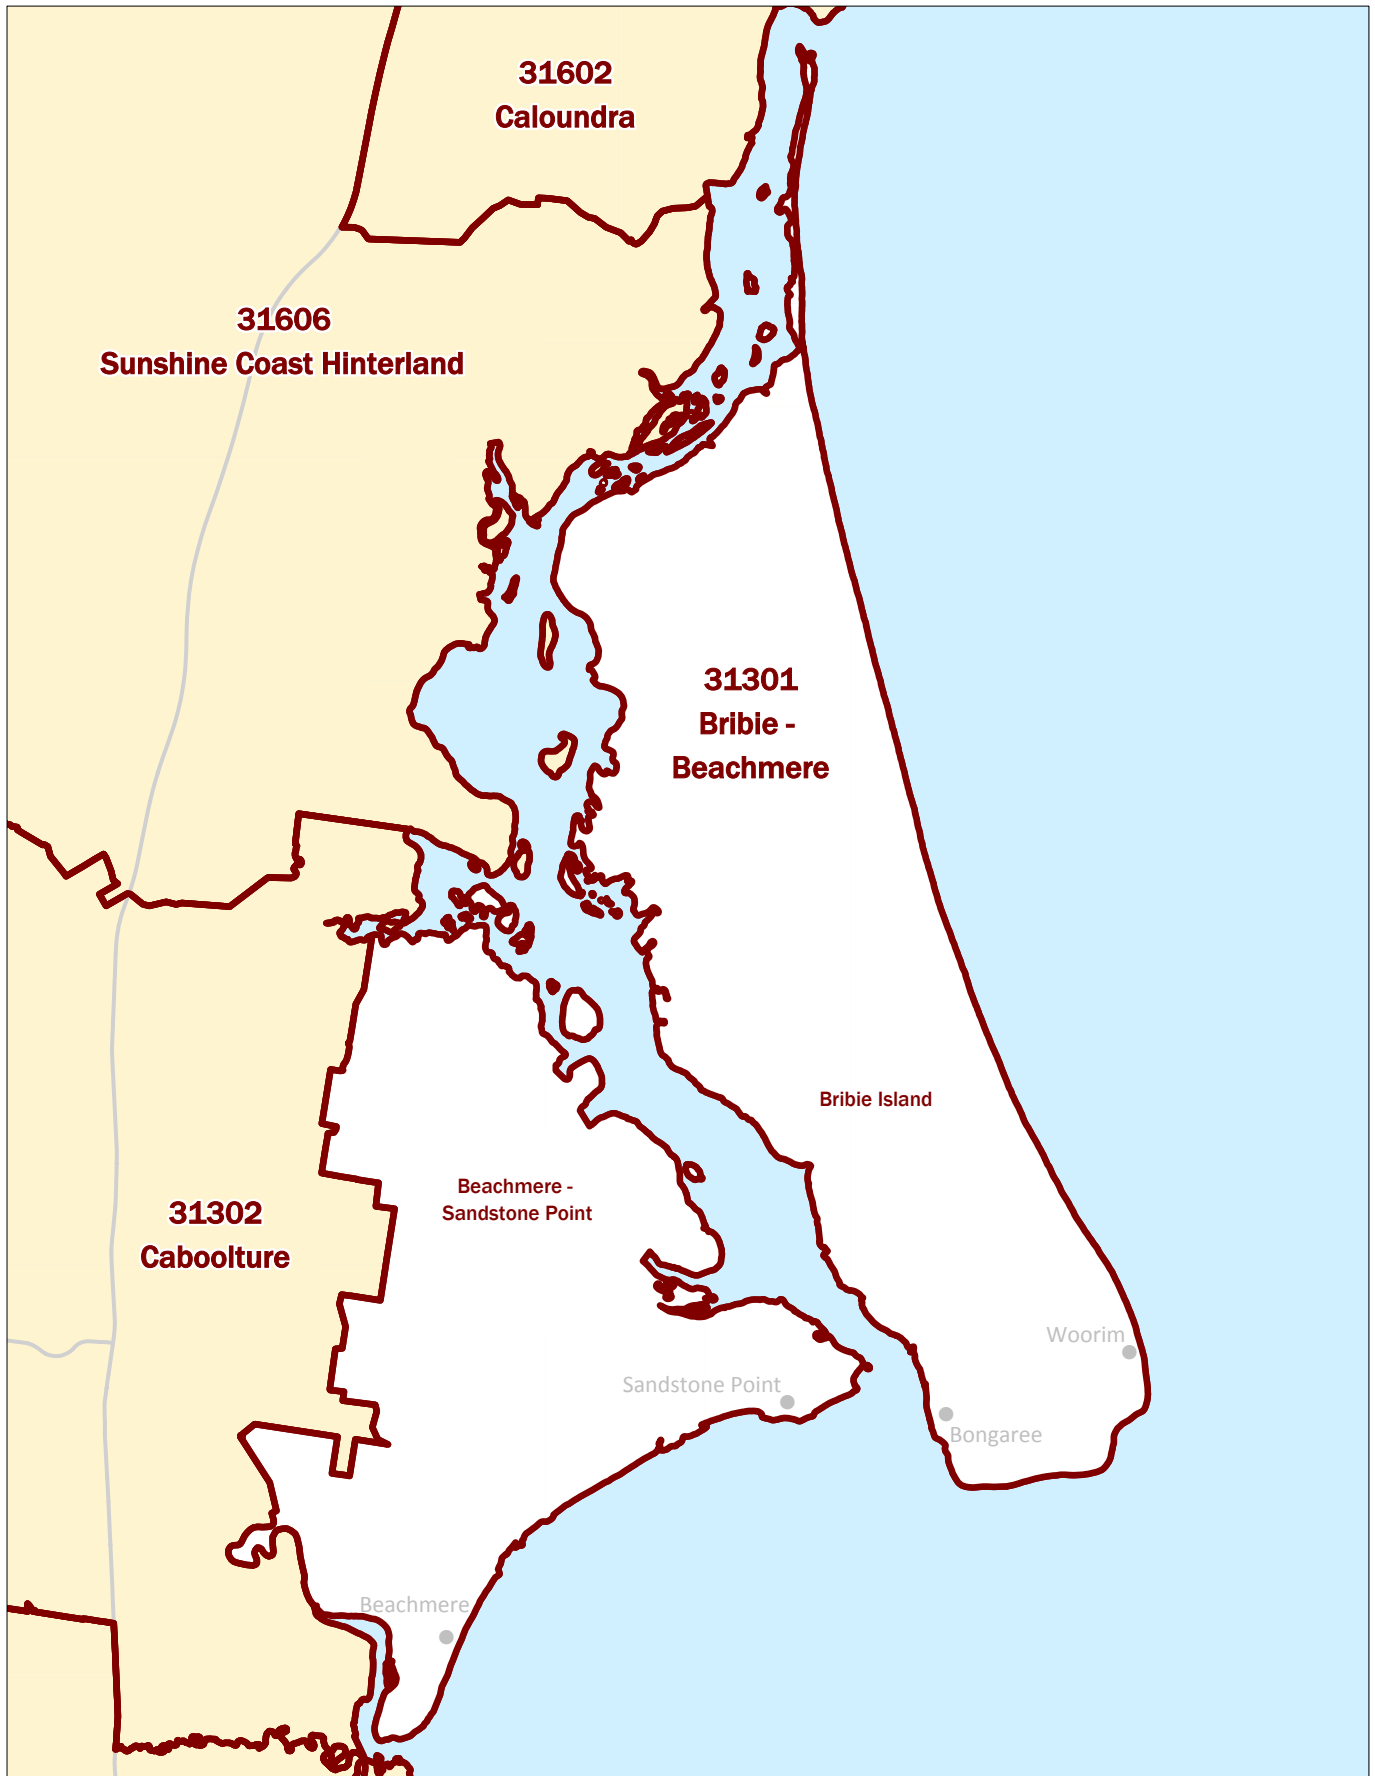 31602
Caloundra
31606
Sunshine Coast Hinterland
31301
Bribie -
Beachmere
Bribie Island
Beachmere -
Sandstone Point
31302
Caboolture
Woorim
Sandstone Point
Bongaree
Beachmere